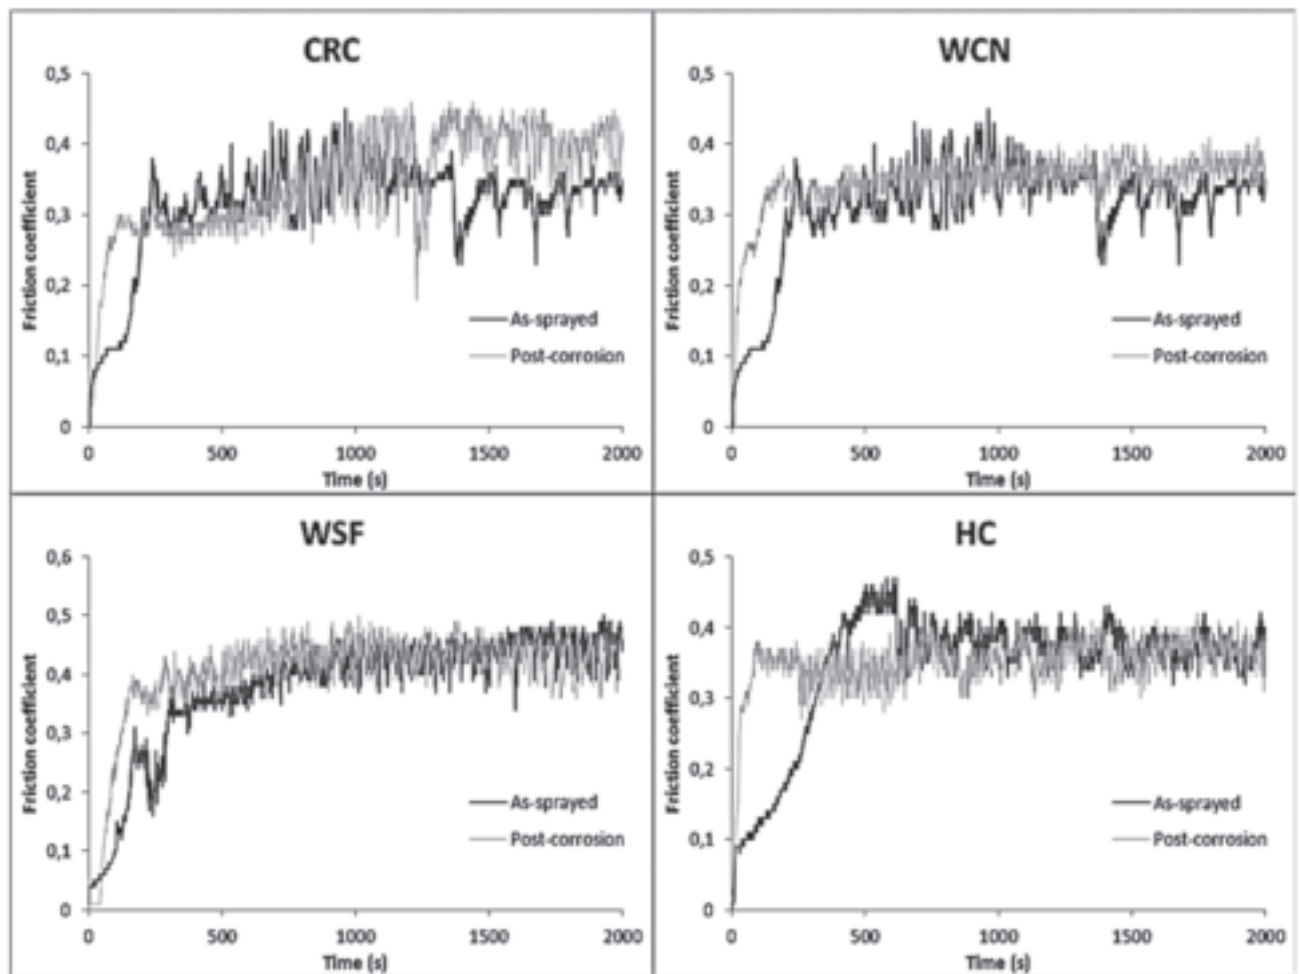 CRC
0,5
0,4
0,3
0,2
0,1
0
Friction coefficient
As-sprayed
Post-corrosion
0 500 1000 1500 2000
Time (s)
WCN
0,5
0,4
0,3
0,2
0,1
0
Friction coefficient
As-sprayed
Post-corrosion
0 500 1000 1500 2000
Time (s)
WSF
0,6
0,5
0,4
0,3
0,2
0,1
0
Friction coefficient
As-sprayed
Post-corrosion
0 500 1000 1500 2000
Time (s)
HC
0,5
0,4
0,3
0,2
0,1
0
Friction coefficient
As-sprayed
Post-corrosion
0 500 1000 1500 2000
Time (s)